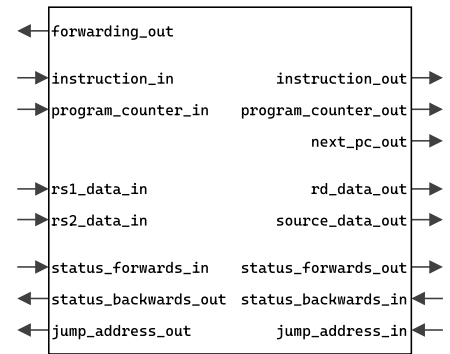 forwarding_out
instruction_in instruction_out
program_counter_in program_counter_out
next_pc_out
rs1_data_in rd_data_out
rs2_data_in source_data_out
status_forwards_in status_forwards_out
status_backwards_out status_backwards_in
jump_address_out jump_address_in